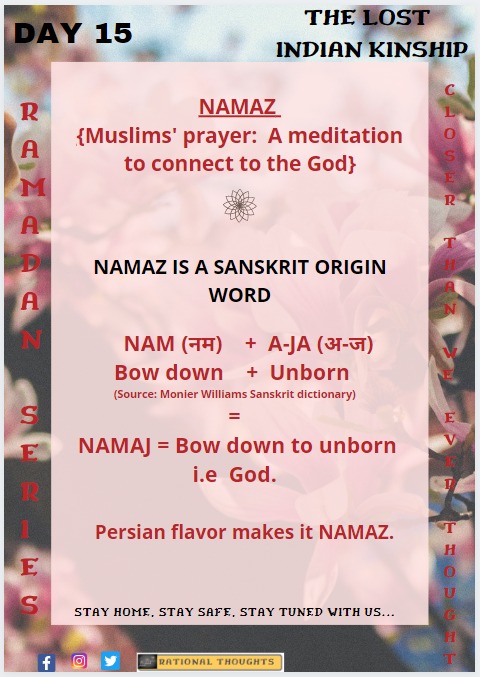 DAY 15
THE LOST
INDIAN KINSHIP
RAMADAN SERIES
CLOSER THAN WE EVER THOUGHT
NAMAZ
{Muslims' prayer: A meditation
to connect to the God}
NAMAZ IS A SANSKRIT ORIGIN
WORD
NAM (नम) + A-JA (अ-ज)
Bow down + Unborn
(Source: Monier Williams Sanskrit dictionary)
=
NAMAJ = Bow down to unborn
i.e God.
Persian flavor makes it NAMAZ.
STAY HOME, STAY SAFE, STAY TUNED WITH US...
RATIONAL THOUGHTS